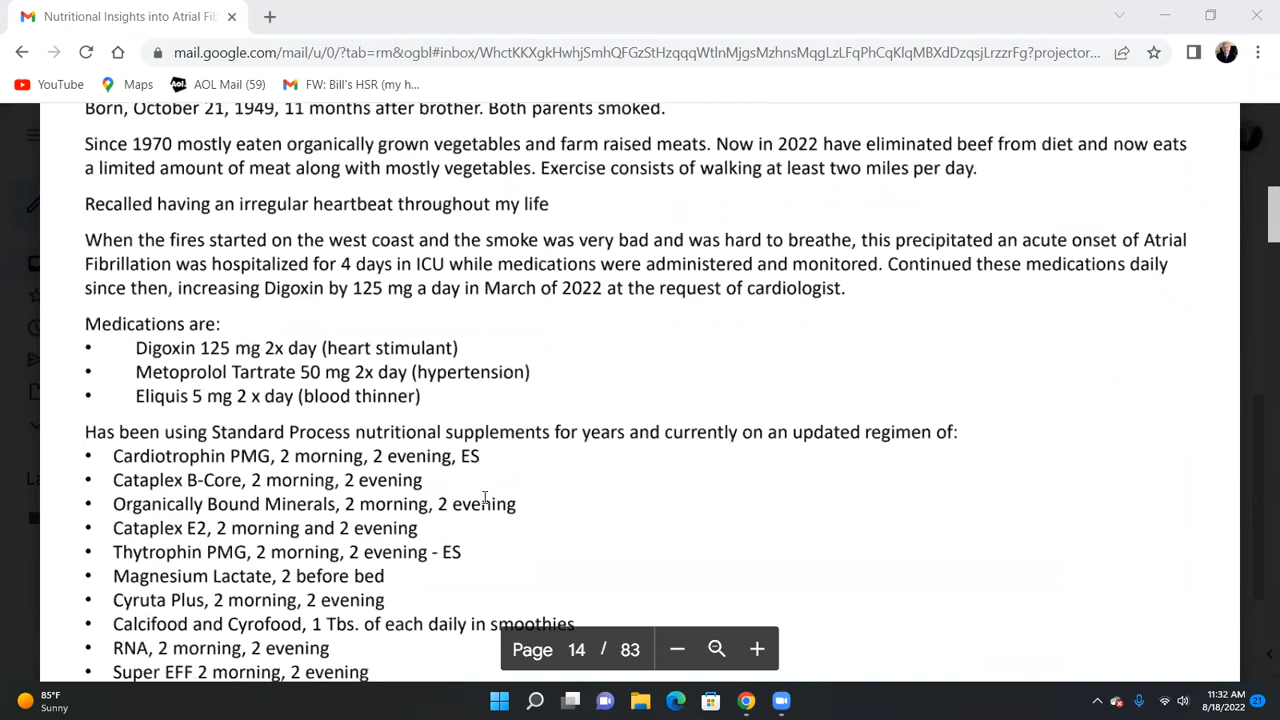 Nutritional Insights into Atrial Fib
mail.google.com/mail/u/0/?tab=rm&ogbl#inbox/WhctKKXgkHwhjSmhQFGzStHzqqqWtlnMjgsMzhnsMqgLzLFqPhCqKlqMBXdDzqsjLrzzrFg?projector...
YouTube Maps AOL Mail (59) FW: Bill's HSR (my h...
Born, October 21, 1949, 11 months after brother. Both parents smoked.
Since 1970 mostly eaten organically grown vegetables and farm raised meats. Now in 2022 have eliminated beef from diet and now eats
a limited amount of meat along with mostly vegetables. Exercise consists of walking at least two miles per day.
Recalled having an irregular heartbeat throughout my life
When the fires started on the west coast and the smoke was very bad and was hard to breathe, this precipitated an acute onset of Atrial
Fibrillation was hospitalized for 4 days in ICU while medications were administered and monitored. Continued these medications daily
since then, increasing Digoxin by 125 mg a day in March of 2022 at the request of cardiologist.
Medications are:
• Digoxin 125 mg 2x day (heart stimulant)
• Metoprolol Tartrate 50 mg 2x day (hypertension)
• Eliquis 5 mg 2 x day (blood thinner)
Has been using Standard Process nutritional supplements for years and currently on an updated regimen of:
• Cardiotrophin PMG, 2 morning, 2 evening, ES
• Cataplex B-Core, 2 morning, 2 evening
• Organically Bound Minerals, 2 morning, 2 evening
• Cataplex E2, 2 morning and 2 evening
• Thytrophin PMG, 2 morning, 2 evening - ES
• Magnesium Lactate, 2 before bed
• Cyruta Plus, 2 morning, 2 evening
• Calcifood and Cyrofood, 1 Tbs. of each daily in smoothies
• RNA, 2 morning, 2 evening
• Super EFF 2 morning, 2 evening
Page 14 / 83
85°F
Sunny
11:32 AM
8/18/2022
21